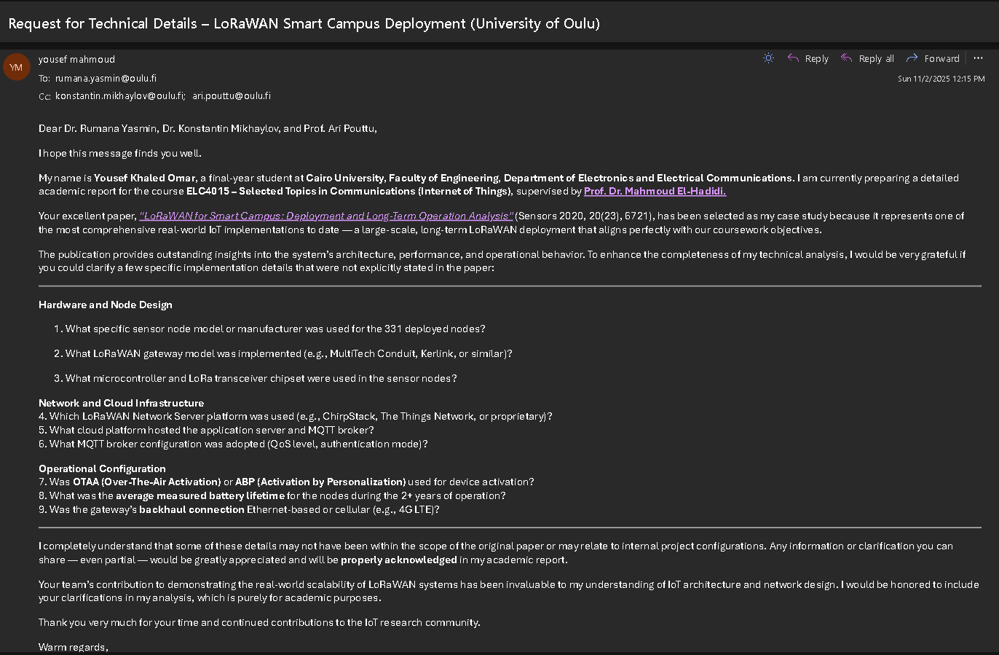 Request for Technical Details – LoRaWAN Smart Campus Deployment (University of Oulu)
YM
yousef mahmoud
Reply
Reply all
Forward
To: rumana.yasmin@oulu.fi
Sun 11/2/2025 12:15 PM
Cc: konstantin.mikhaylov@oulu.fi; ari.pouttu@oulu.fi
Dear Dr. Rumana Yasmin, Dr. Konstantin Mikhaylov, and Prof. Ari Pouttu,
I hope this message finds you well.
My name is Yousef Khaled Omar, a final-year student at Cairo University, Faculty of Engineering, Department of Electronics and Electrical Communications. I am currently preparing a detailed
academic report for the course ELC4015 – Selected Topics in Communications (Internet of Things), supervised by Prof. Dr. Mahmoud El-Hadidi.
Your excellent paper, “LoRaWAN for Smart Campus: Deployment and Long-Term Operation Analysis” (Sensors 2020, 20(23), 6721), has been selected as my case study because it represents one of
the most comprehensive real-world IoT implementations to date — a large-scale, long-term LoRaWAN deployment that aligns perfectly with our coursework objectives.
The publication provides outstanding insights into the system’s architecture, performance, and operational behavior. To enhance the completeness of my technical analysis, I would be very grateful if
you could clarify a few specific implementation details that were not explicitly stated in the paper:
Hardware and Node Design
1. What specific sensor node model or manufacturer was used for the 331 deployed nodes?
2. What LoRaWAN gateway model was implemented (e.g., MultiTech Conduit, Kerlink, or similar)?
3. What microcontroller and LoRa transceiver chipset were used in the sensor nodes?
Network and Cloud Infrastructure
4. Which LoRaWAN Network Server platform was used (e.g., ChirpStack, The Things Network, or proprietary)?
5. What cloud platform hosted the application server and MQTT broker?
6. What MQTT broker configuration was adopted (QoS level, authentication mode)?
Operational Configuration
7. Was OTAA (Over-The-Air Activation) or ABP (Activation by Personalization) used for device activation?
8. What was the average measured battery lifetime for the nodes during the 2+ years of operation?
9. Was the gateway’s backhaul connection Ethernet-based or cellular (e.g., 4G LTE)?
I completely understand that some of these details may not have been within the scope of the original paper or may relate to internal project configurations. Any information or clarification you can
share — even partial — would be greatly appreciated and will be properly acknowledged in my academic report.
Your team’s contribution to demonstrating the real-world scalability of LoRaWAN systems has been invaluable to my understanding of IoT architecture and network design. I would be honored to include
your clarifications in my analysis, which is purely for academic purposes.
Thank you very much for your time and continued contributions to the IoT research community.
Warm regards,